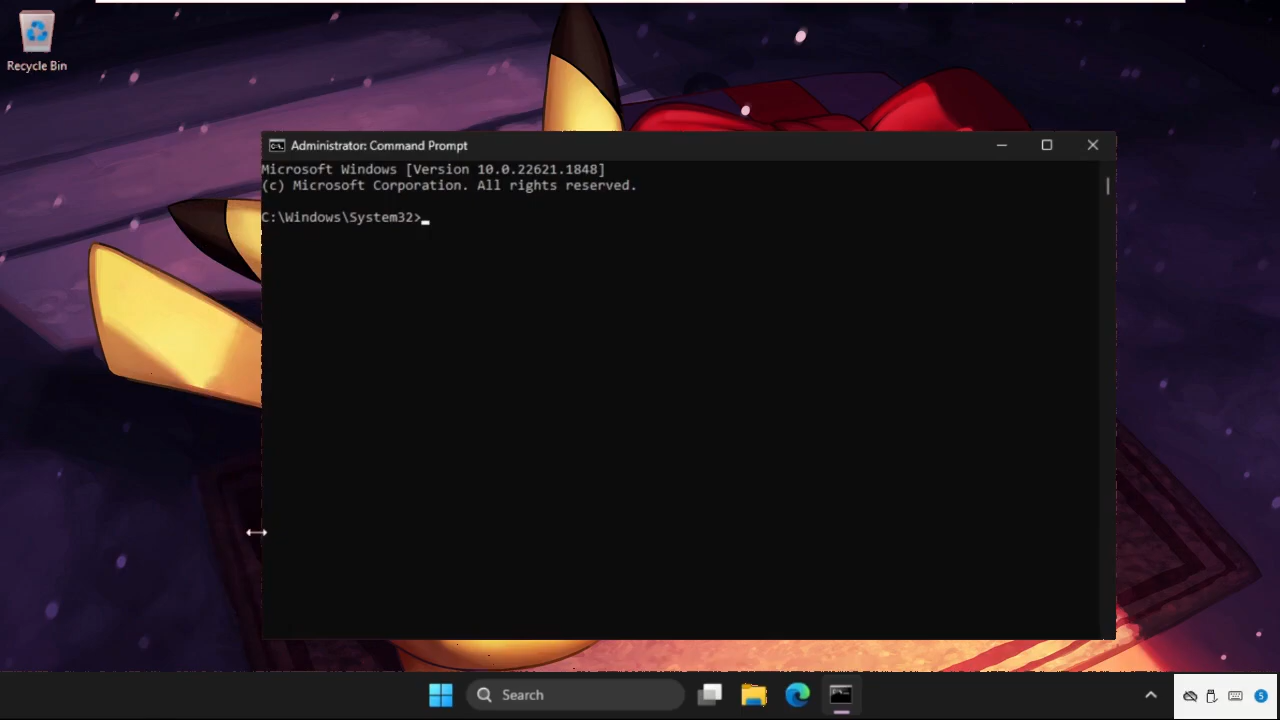 Recycle Bin
Administrator: Command Prompt
Microsoft Windows [Version 10.0.22621.1848]
(c) Microsoft Corporation. All rights reserved.
C:\Windows\System32>
Search
5